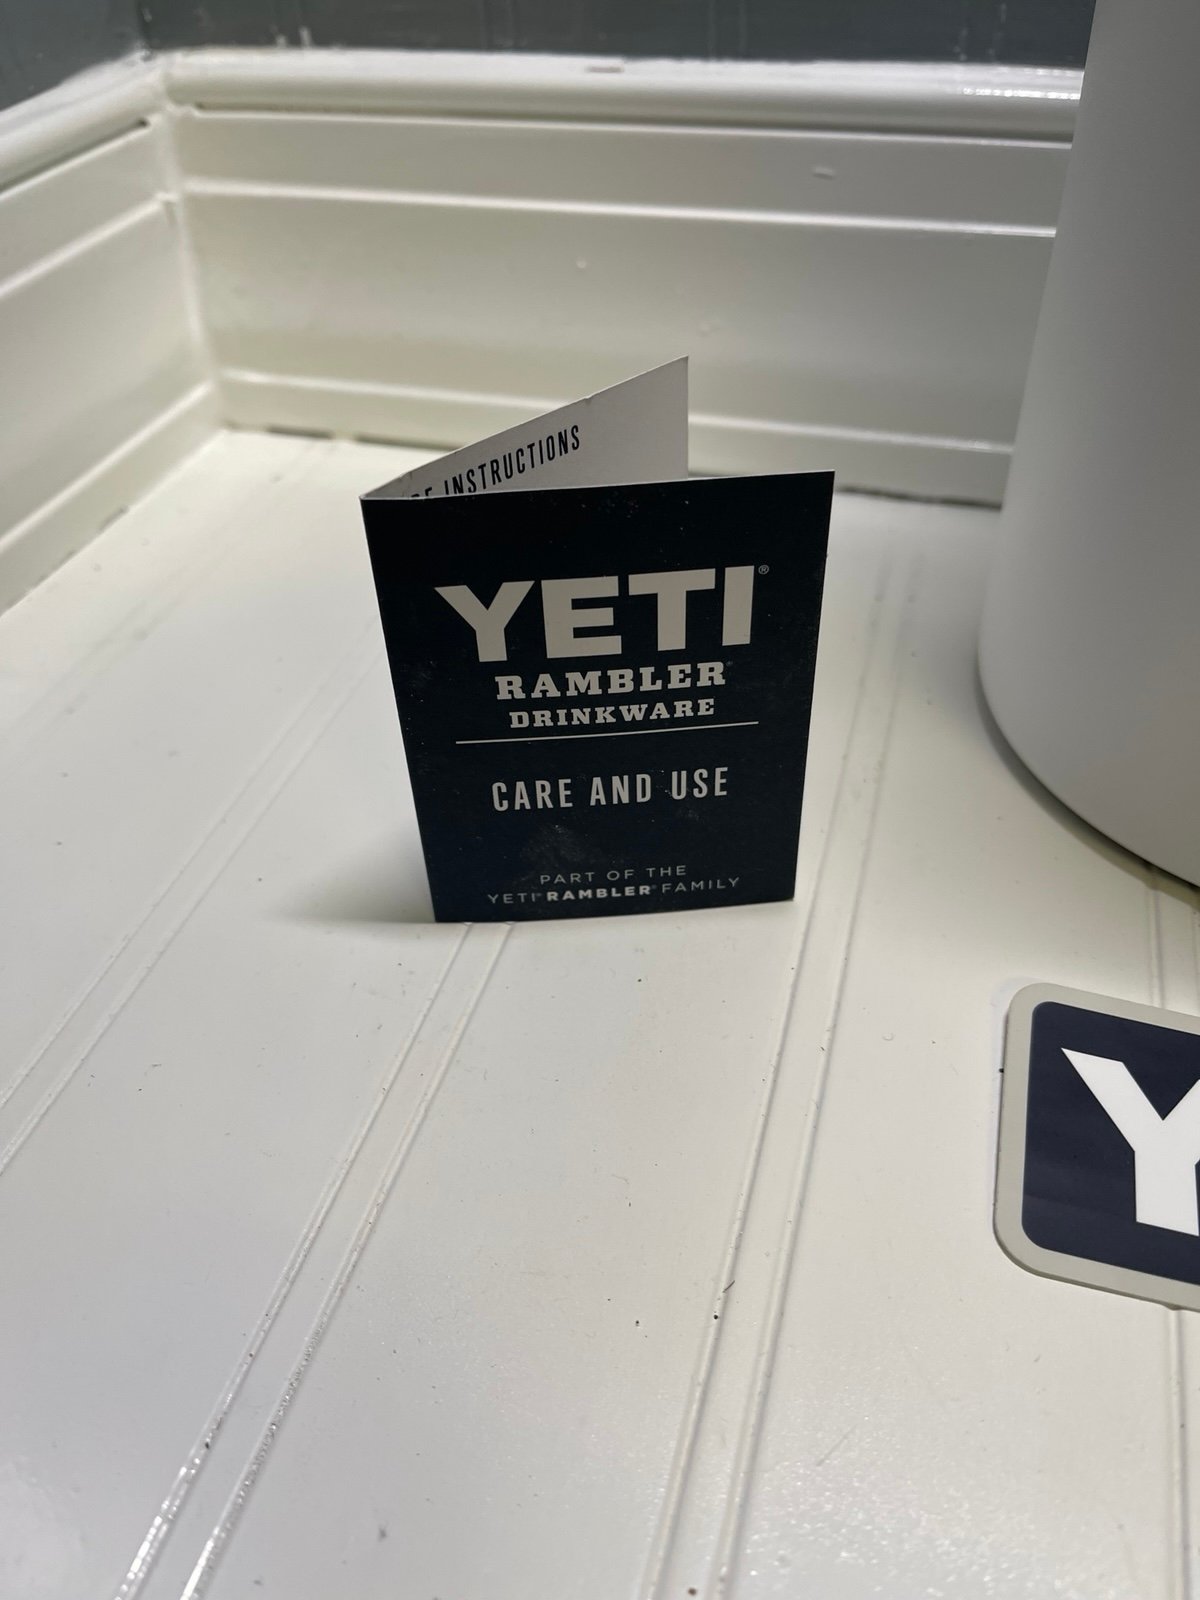 INSTRUCTIONS
YETI®
RAMBLER
DRINKWARE
CARE AND USE
PART OF THE
YETI RAMBLER FAMILY
Y